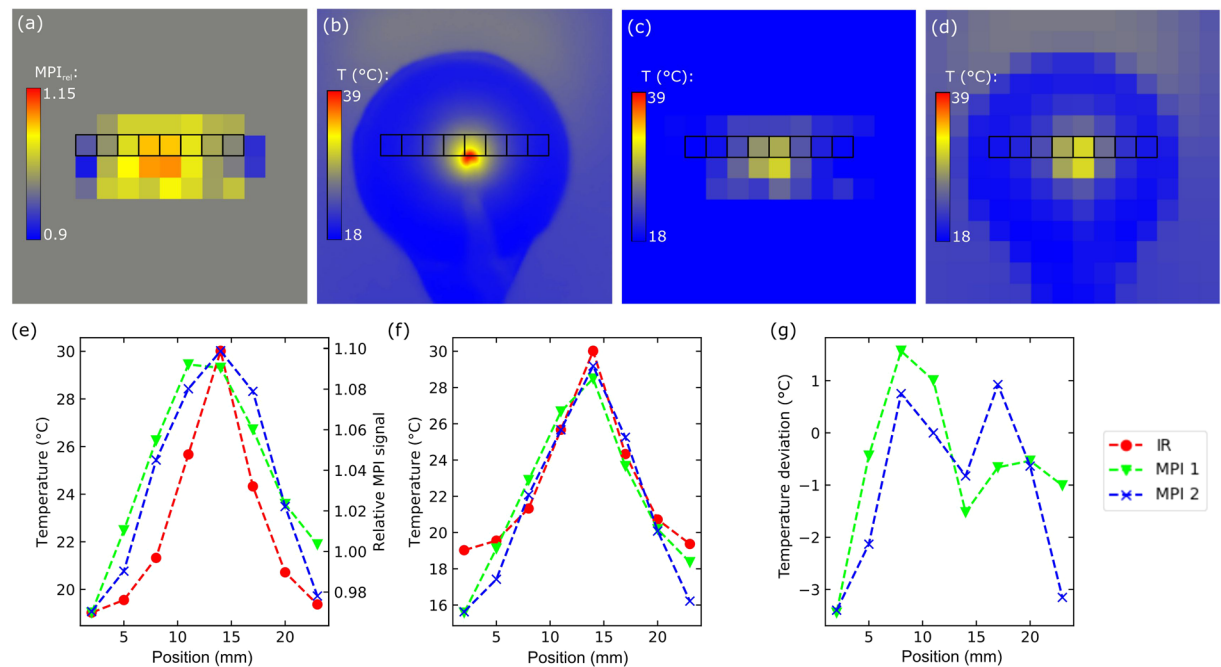 (a)
MPIrel:
1.15
0.9
(b)
T (°C):
39
18
(c)
T (°C):
39
18
(d)
T (°C):
39
18
(e)
30
28
26
24
22
20
Temperature (°C)
1.10
1.08
1.06
1.04
1.02
1.00
0.98
Relative MPI signal
5
10
15
20
Position (mm)
(f)
30
28
26
24
22
20
18
16
Temperature (°C)
5
10
15
20
Position (mm)
(g)
1
0
−1
−2
−3
Temperature deviation (°C)
5
10
15
20
Position (mm)
IR
MPI 1
MPI 2